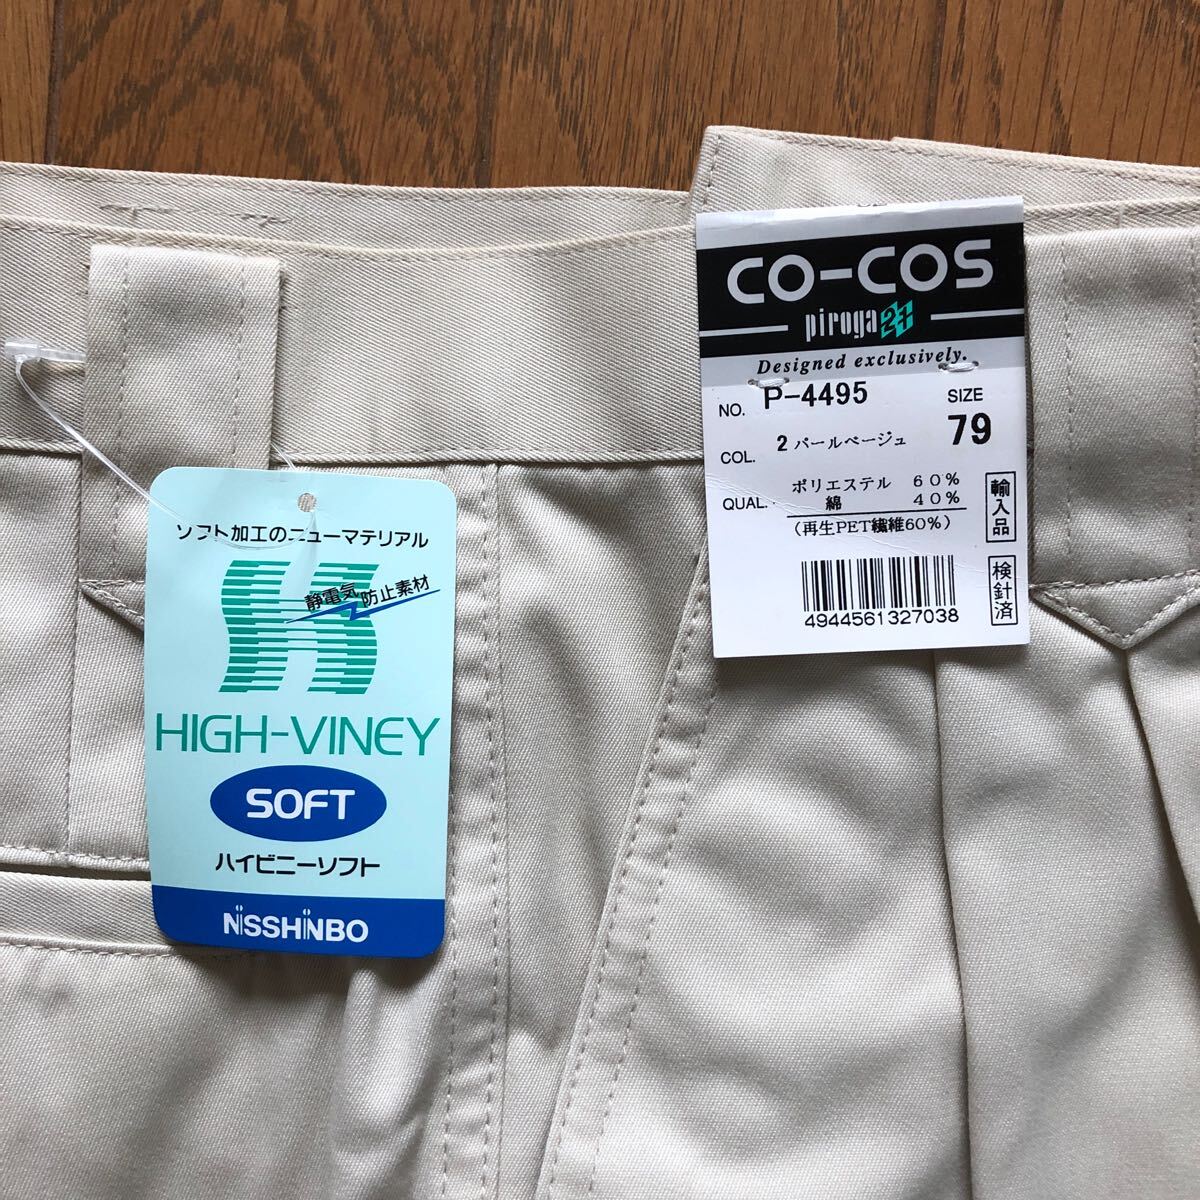 ソフト加工のニューマテリアル
静電気
防止素材
HIGH-VINEY
SOFT
ハイビニーソフト
NISSHINBO
CO-COS
piroga21
Designed exclusively.
NO. P-4495
SIZE
79
COL. 2 パールベージュ
QUAL. ポリエステル 60%
綿 40%
(再生PET繊維60%)
輸入品
検針済
4944561327038